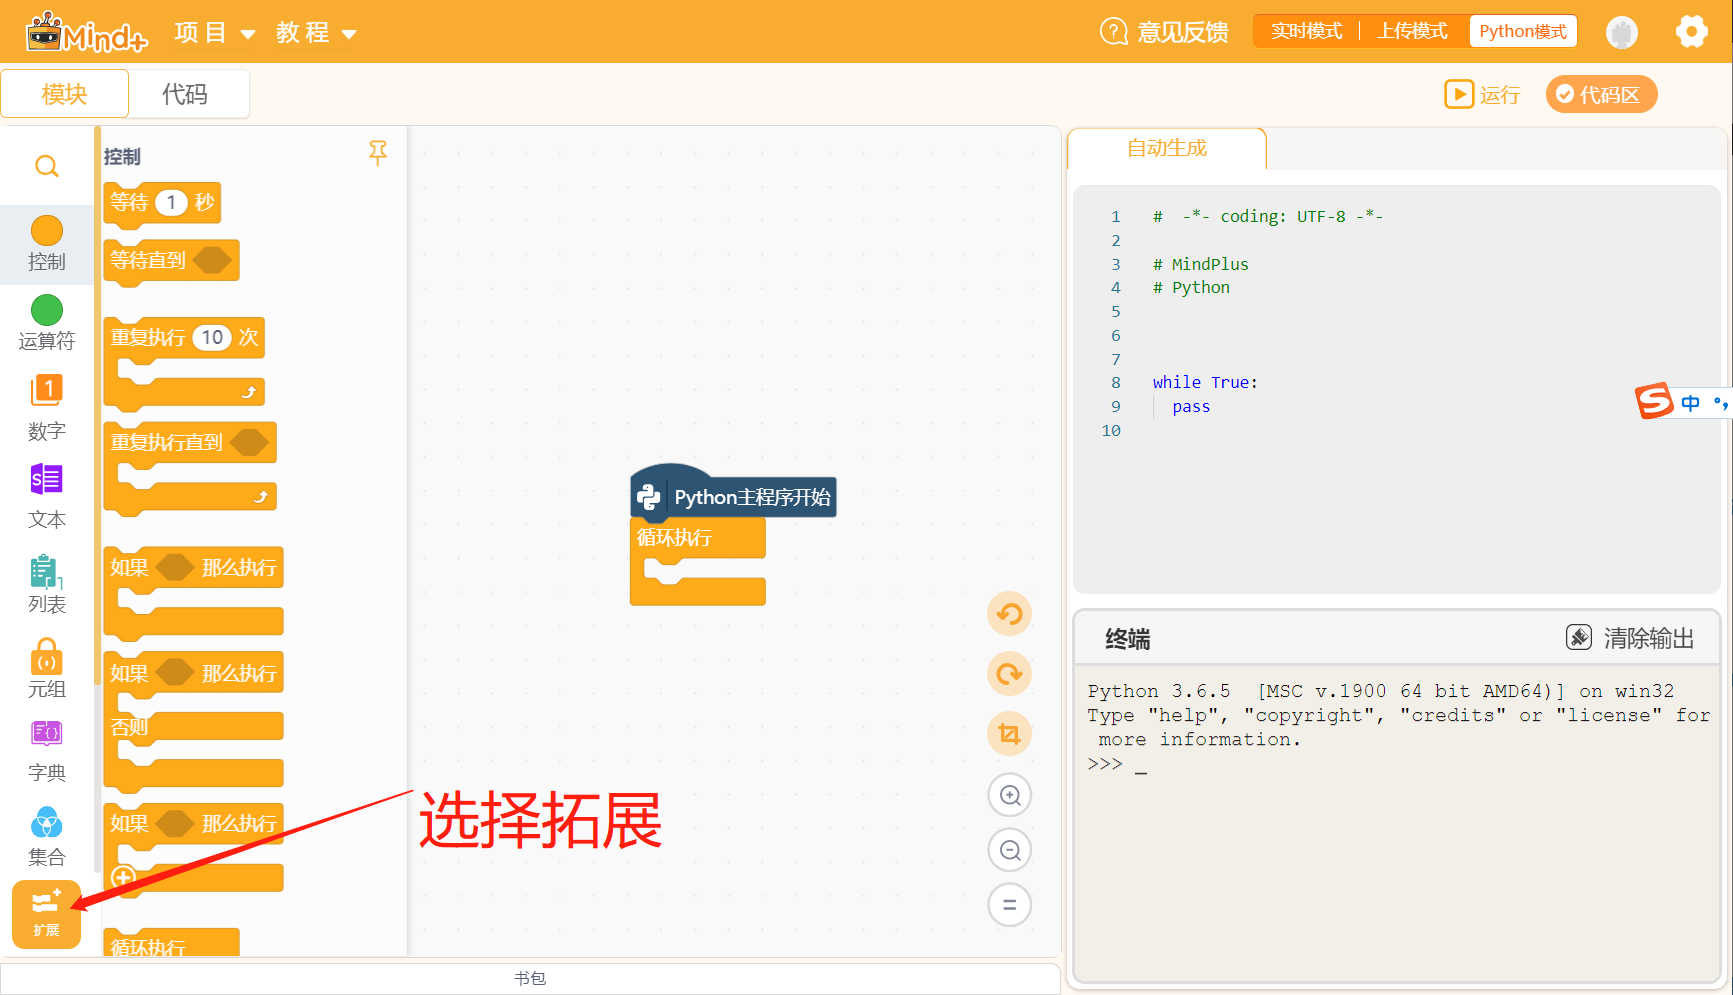 Mind+ 项目 教程 意见反馈 实时模式 上传模式 Python模式
模块 代码 运行 代码区
控制
运算符
数字
文本
列表
元组
字典
集合
扩展
控制
等待 1 秒
等待直到
重复执行 10 次
重复执行直到
如果 那么执行
如果 那么执行
否则
如果 那么执行
循环执行
Python主程序开始
循环执行
选择拓展
书包
自动生成
1 # -*- coding: UTF-8 -*-
2
3 # MindPlus
4 # Python
5
6
7
8 while True:
9 pass
10
中
终端 清除输出
Python 3.6.5 [MSC v.1900 64 bit AMD64)] on win32
Type "help", "copyright", "credits" or "license" for
more information.
>>> _